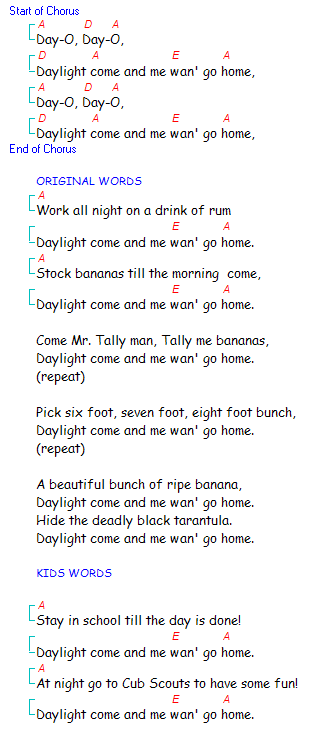 Start of Chorus
A D A
Day-O, Day-O,
D A E A
Daylight come and me wan' go home,
A D A
Day-O, Day-O,
D A E A
Daylight come and me wan' go home,
End of Chorus
ORIGINAL WORDS
A
Work all night on a drink of rum
E A
Daylight come and me wan' go home.
A
Stock bananas till the morning come,
E A
Daylight come and me wan' go home.
Come Mr. Tally man, Tally me bananas,
Daylight come and me wan' go home.
(repeat)
Pick six foot, seven foot, eight foot bunch,
Daylight come and me wan' go home.
(repeat)
A beautiful bunch of ripe banana,
Daylight come and me wan' go home.
Hide the deadly black tarantula.
Daylight come and me wan' go home.
KIDS WORDS
A
Stay in school till the day is done!
E A
Daylight come and me wan' go home.
A
At night go to Cub Scouts to have some fun!
E A
Daylight come and me wan' go home.